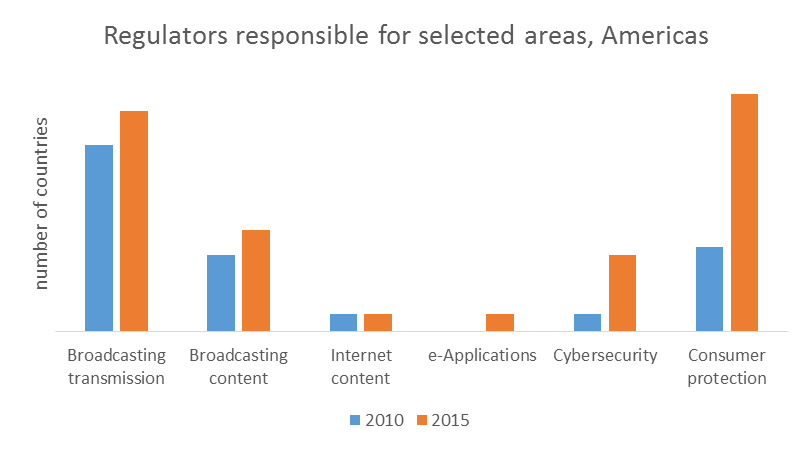 Regulators responsible for selected areas, Americas
number of countries
Broadcasting transmission
Broadcasting content
Internet content
e-Applications
Cybersecurity
Consumer protection
2010
2015